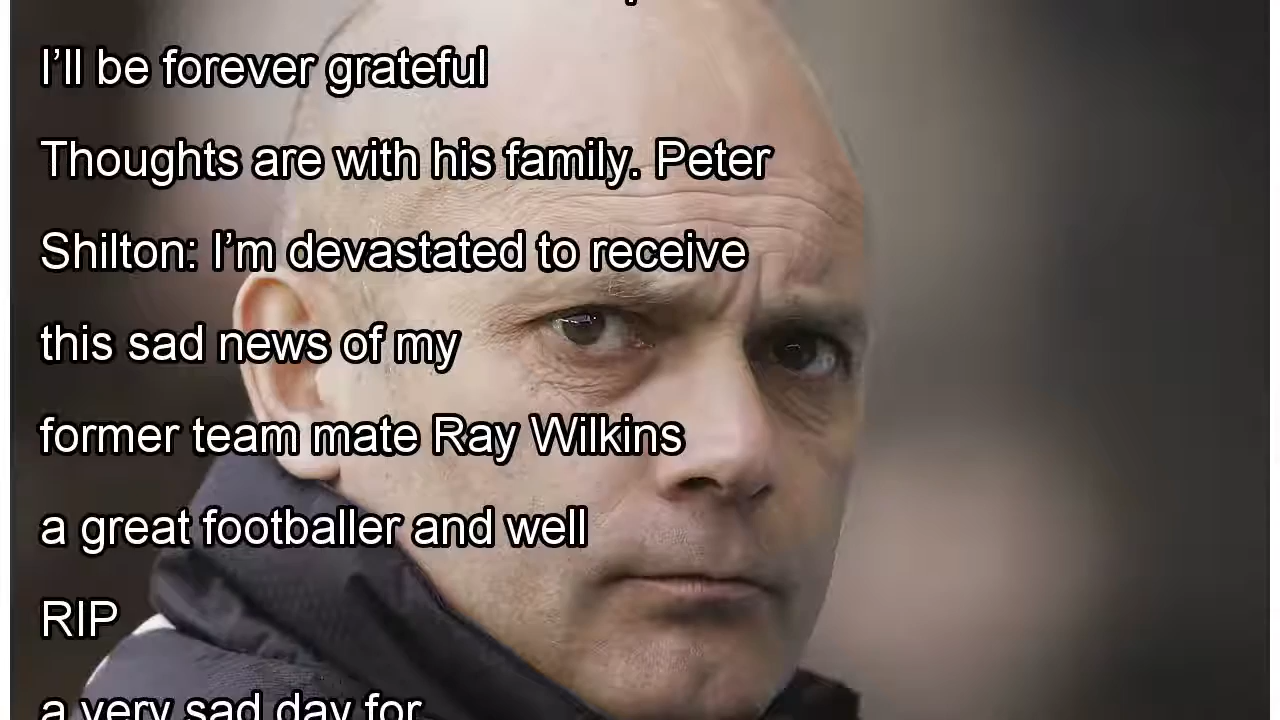 I’ll be forever grateful
Thoughts are with his family. Peter
Shilton: I’m devastated to receive
this sad news of my
former team mate Ray Wilkins
a great footballer and well
RIP
a very sad day for